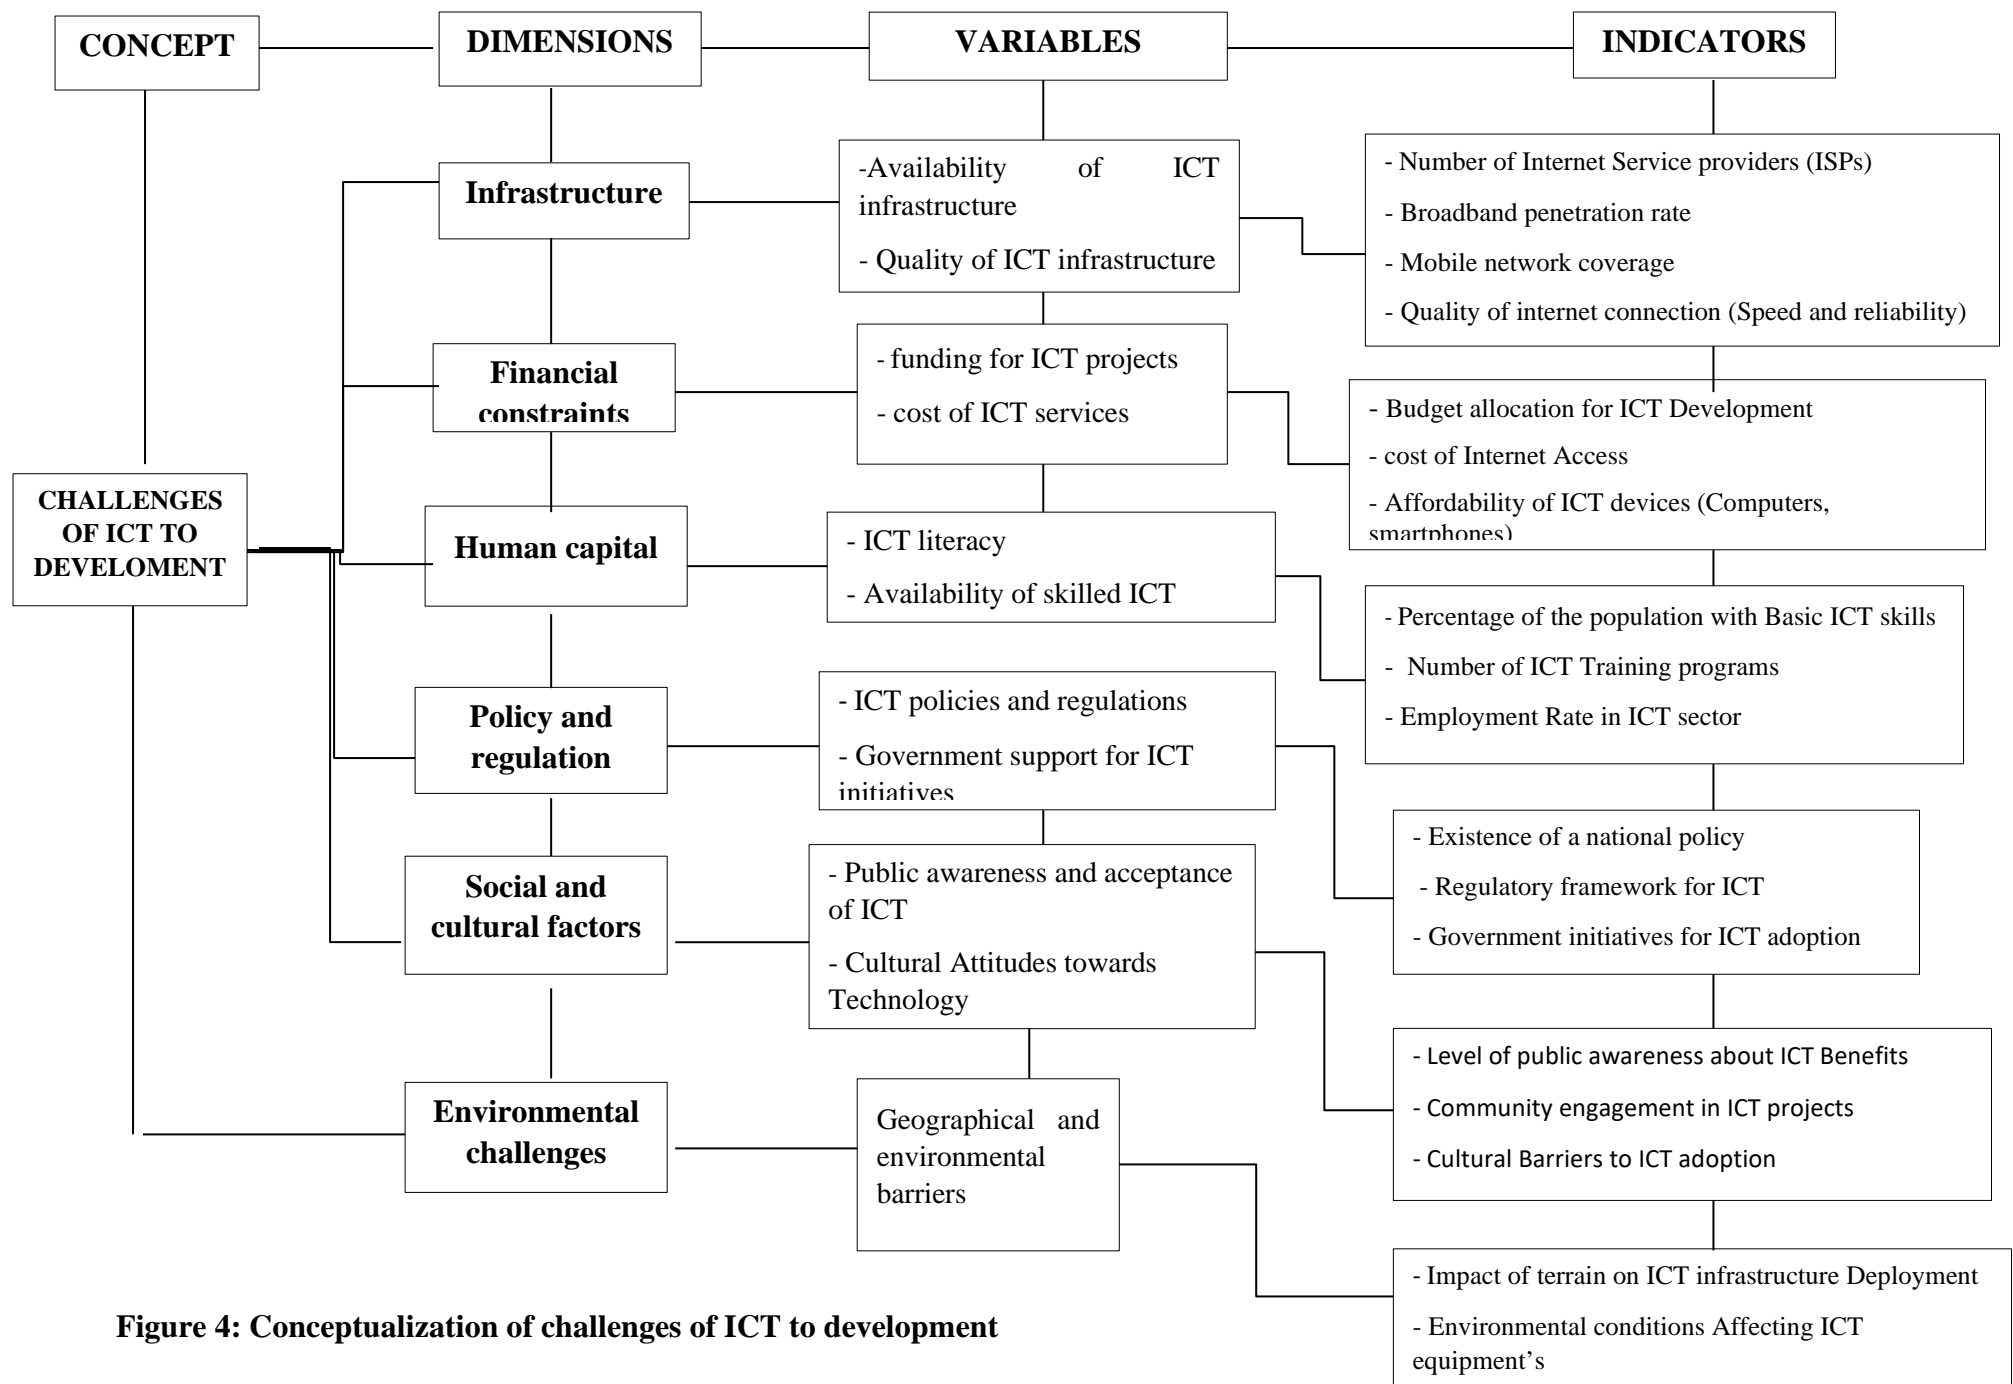 CONCEPT
DIMENSIONS
VARIABLES
INDICATORS
CHALLENGES
OF ICT TO
DEVELOMENT
Infrastructure
-Availability of ICT
infrastructure
- Quality of ICT infrastructure
- Number of Internet Service providers (ISPs)
- Broadband penetration rate
- Mobile network coverage
- Quality of internet connection (Speed and reliability)
Financial
constraints
- funding for ICT projects
- cost of ICT services
- Budget allocation for ICT Development
- cost of Internet Access
- Affordability of ICT devices (Computers,
smartphones)
Human capital
- ICT literacy
- Availability of skilled ICT
- Percentage of the population with Basic ICT skills
- Number of ICT Training programs
- Employment Rate in ICT sector
Policy and
regulation
- ICT policies and regulations
- Government support for ICT
initiatives
- Existence of a national policy
- Regulatory framework for ICT
- Government initiatives for ICT adoption
Social and
cultural factors
- Public awareness and acceptance
of ICT
- Cultural Attitudes towards
Technology
- Level of public awareness about ICT Benefits
- Community engagement in ICT projects
- Cultural Barriers to ICT adoption
Environmental
challenges
Geographical and
environmental
barriers
- Impact of terrain on ICT infrastructure Deployment
- Environmental conditions Affecting ICT
equipment’s
Figure 4: Conceptualization of challenges of ICT to development